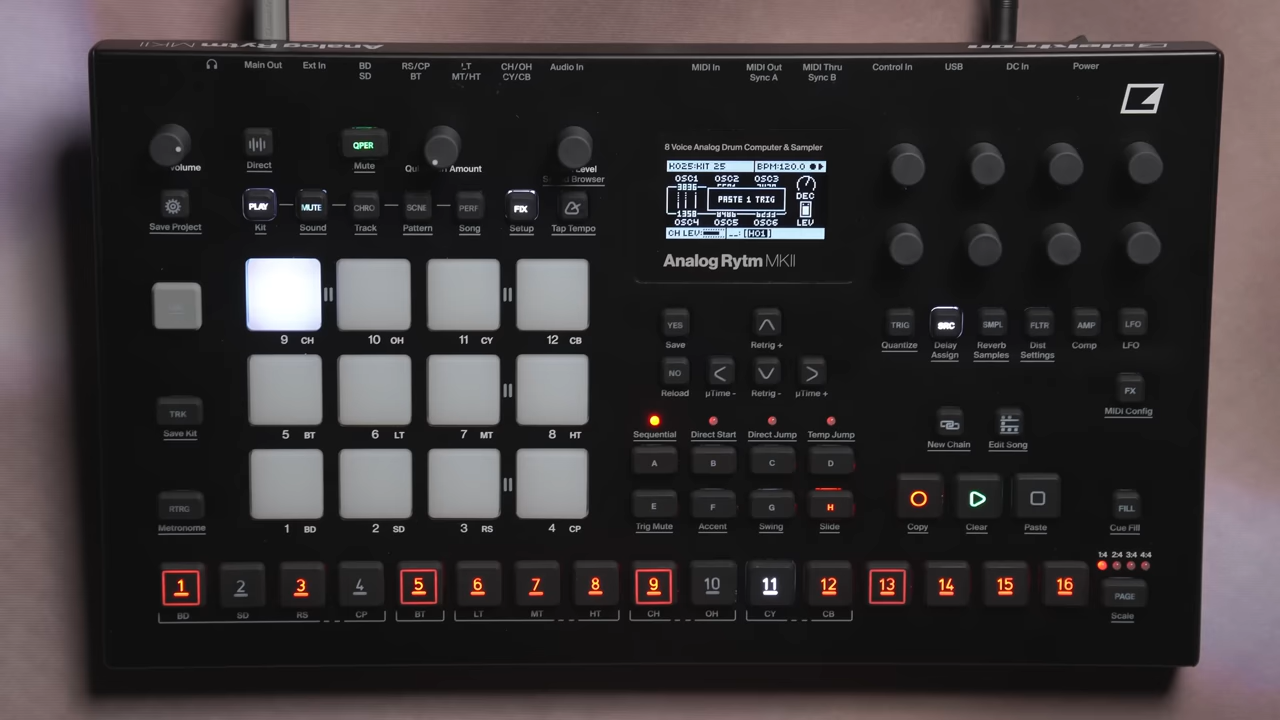 Analog Rytm MKII
Elektron
Main Out
Ext In
BD
SD
RS/CP
BT
LT
MT/HT
CH/OH
CY/CB
Audio In
MIDI In
MIDI Out
Sync A
MIDI Thru
Sync B
Control In
USB
DC In
Power
Direct
QPER
Mute
Amount
Level
Browser
8 Voice Analog Drum Computer & Sampler
K025:KIT 25
BPM:120.0
OSC1 OSC2 OSC3
3836
DEC
PASTE 1 TRIG
1358
LEV
OSC4 OSC5 OSC6
CH LEV: --: [H01]
Analog Rytm MKII
Save Project
PLAY
Kit
MUTE
Sound
CHRO
Track
SCNE
Pattern
PERF
Song
FIX
Setup
Tap Tempo
9 CH
10 OH
11 CY
12 CB
5 BT
6 LT
7 MT
8 HT
1 BD
2 SD
3 RS
4 CP
TRK
Save Kit
RTRG
Metronome
YES
Save
Retrig +
NO
Reload
µTime -
Retrig -
µTime +
Sequential
Direct Start
Direct Jump
Temp Jump
A
B
C
D
E
F
G
H
Trig Mute
Accent
Swing
Slide
TRIG
Quantize
SRC
Delay
Assign
SMPL
Reverb
Samples
FLTR
Dist
Settings
AMP
Comp
LFO
LFO
FX
MIDI Config
New Chain
Edit Song
Copy
Clear
Paste
FILL
Cue Fill
1:4 2:4 3:4 4:4
PAGE
Scale
1 2 3 4 5 6 7 8 9 10 11 12 13 14 15 16
BD SD RS CP BT LT MT HT CH OH CY CB